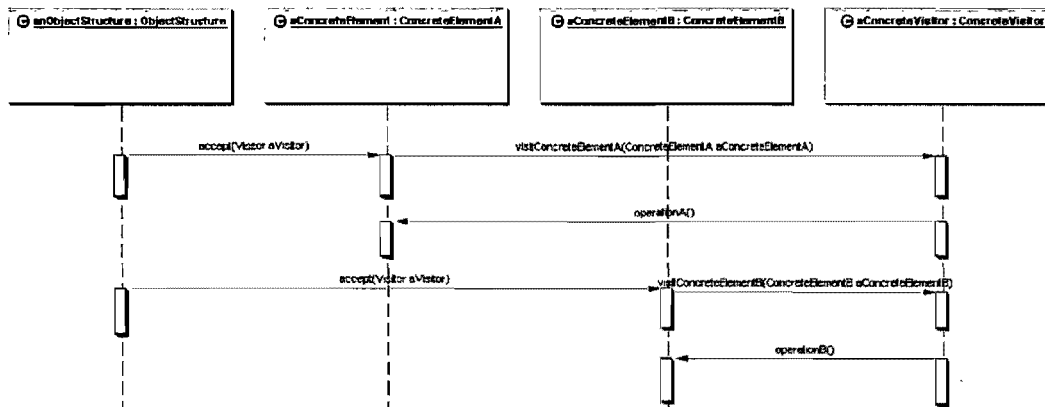 anObjectStructure : ObjectStructure
aConcreteElement : ConcreteElementA
aConcreteElementB : ConcreteElementB
aConcreteVisitor : ConcreteVisitor
accept(Visitor aVisitor)
visitConcreteElementA(ConcreteElementA aConcreteElementA)
operationA()
accept(Visitor aVisitor)
visitConcreteElementB(ConcreteElementB aConcreteElementB)
operationB()